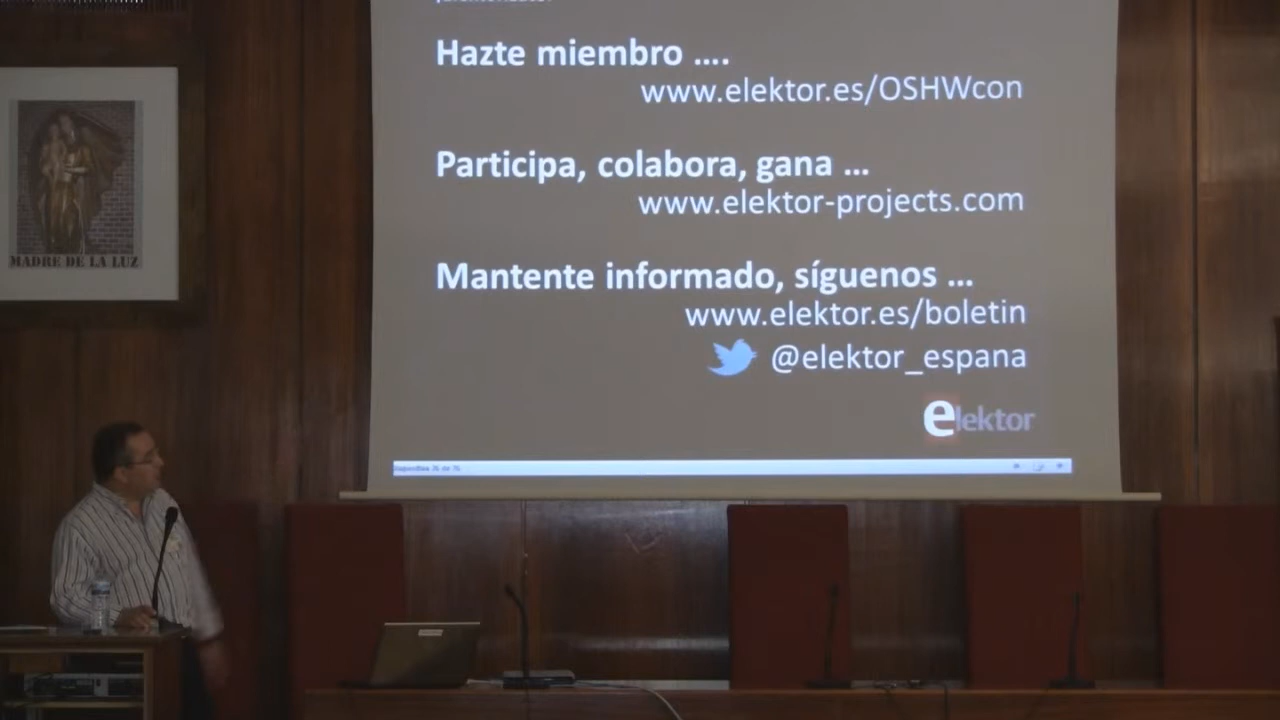 Hazte miembro ....
www.elektor.es/OSHWcon
Participa, colabora, gana ...
www.elektor-projects.com
Mantente informado, síguenos ...
www.elektor.es/boletin
@elektor_espana
elektor
MADRE DE LA LUZ